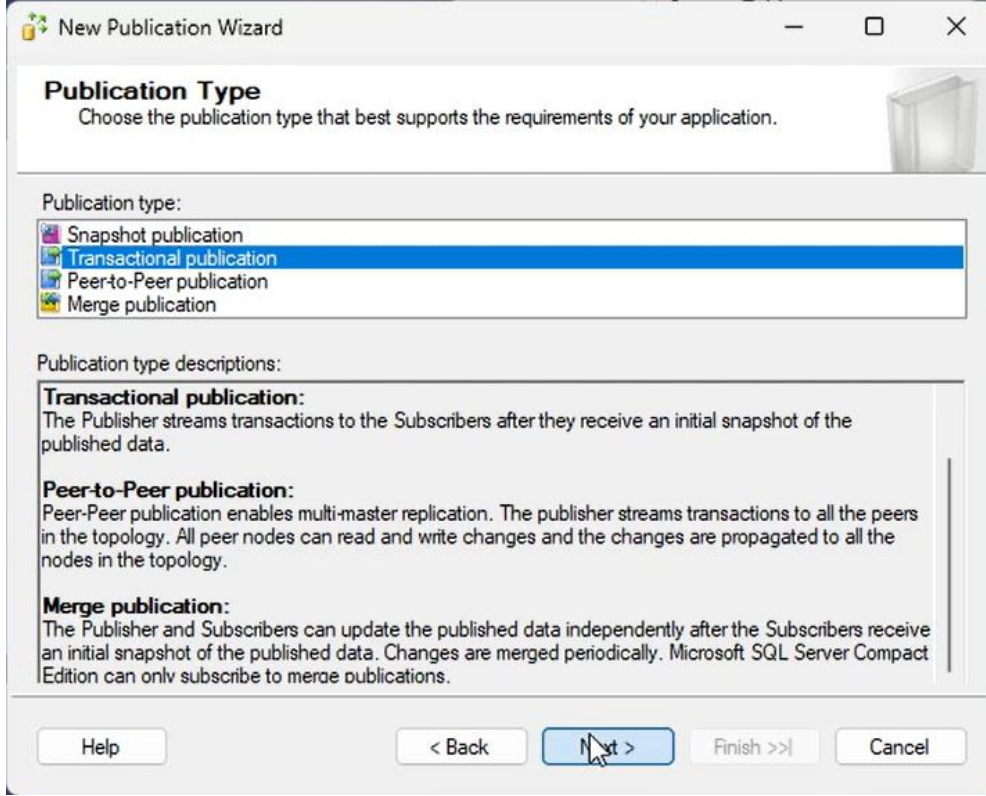 New Publication Wizard
Publication Type
Choose the publication type that best supports the requirements of your application.
Publication type:
Snapshot publication
Transactional publication
Peer-to-Peer publication
Merge publication
Publication type descriptions:
Transactional publication:
The Publisher streams transactions to the Subscribers after they receive an initial snapshot of the
published data.
Peer-to-Peer publication:
Peer-Peer publication enables multi-master replication. The publisher streams transactions to all the peers
in the topology. All peer nodes can read and write changes and the changes are propagated to all the
nodes in the topology.
Merge publication:
The Publisher and Subscribers can update the published data independently after the Subscribers receive
an initial snapshot of the published data. Changes are merged periodically. Microsoft SQL Server Compact
Edition can only subscribe to merge publications.
Help
< Back
Next >
Finish >>|
Cancel